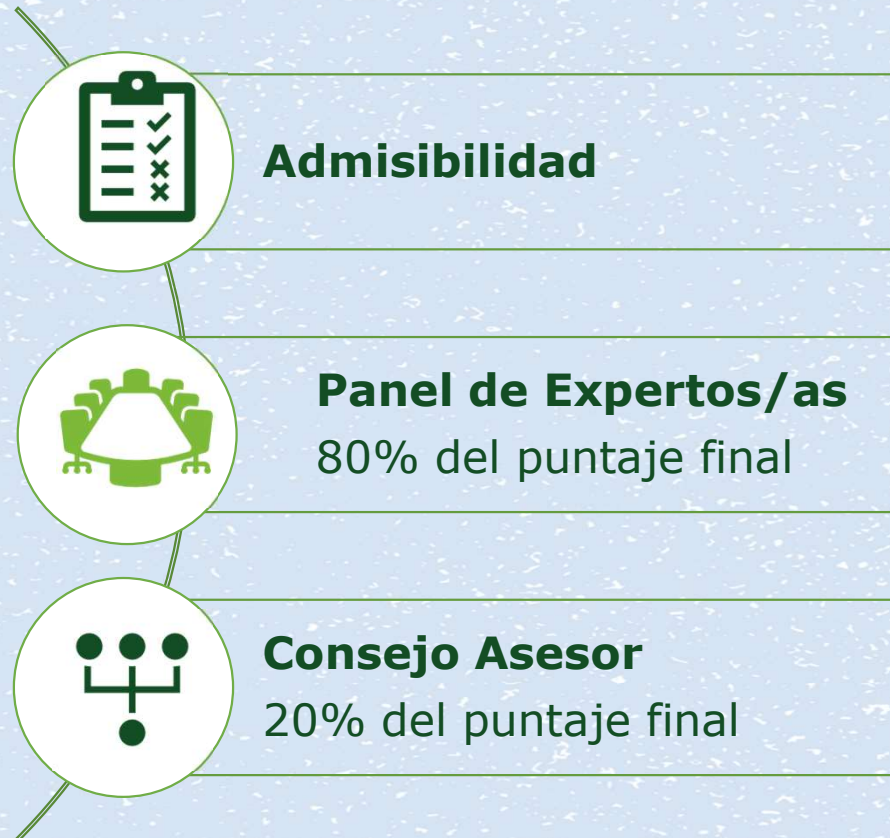 Admisibilidad
Panel de Expertos/as
80% del puntaje final
Consejo Asesor
20% del puntaje final